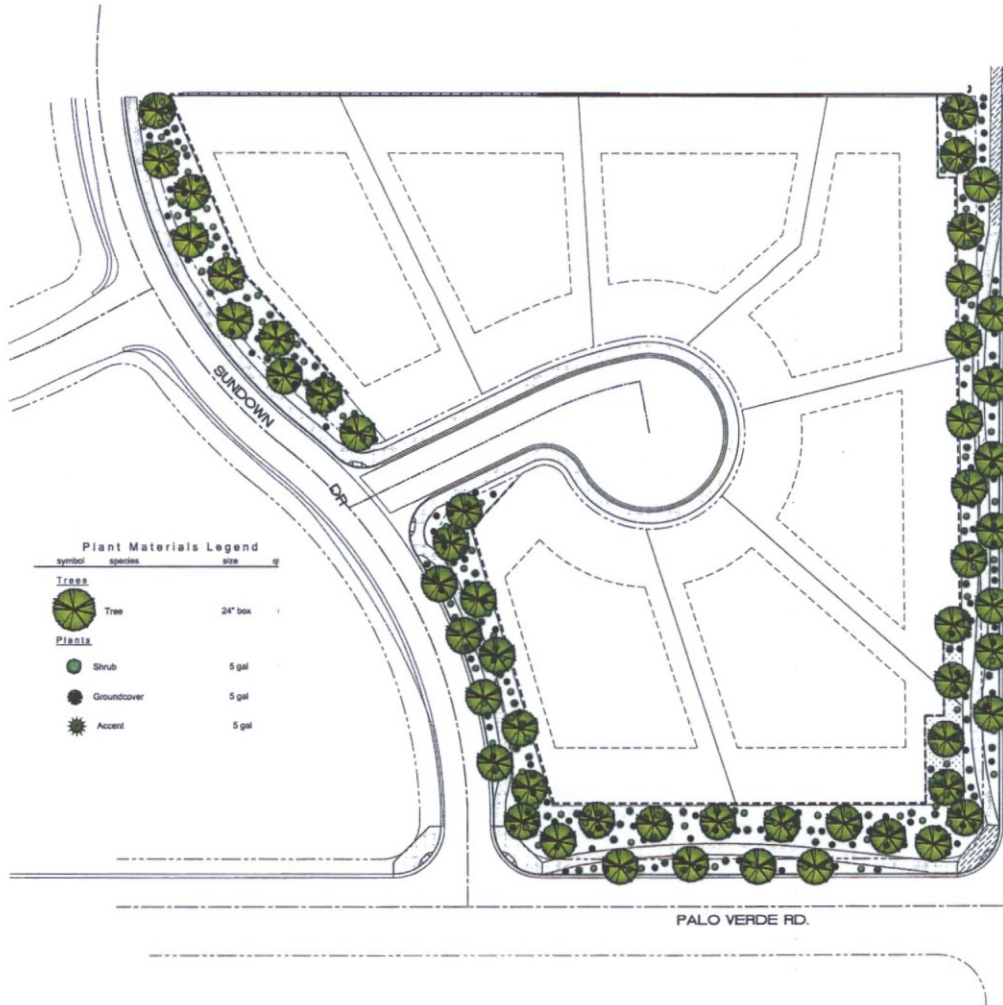 SUNDOWN
DR.
Plant Materials Legend
symbol species size
Trees
Tree 24" box
Plants
Shrub 5 gal
Groundcover 5 gal
Accent 5 gal
PALO VERDE RD.